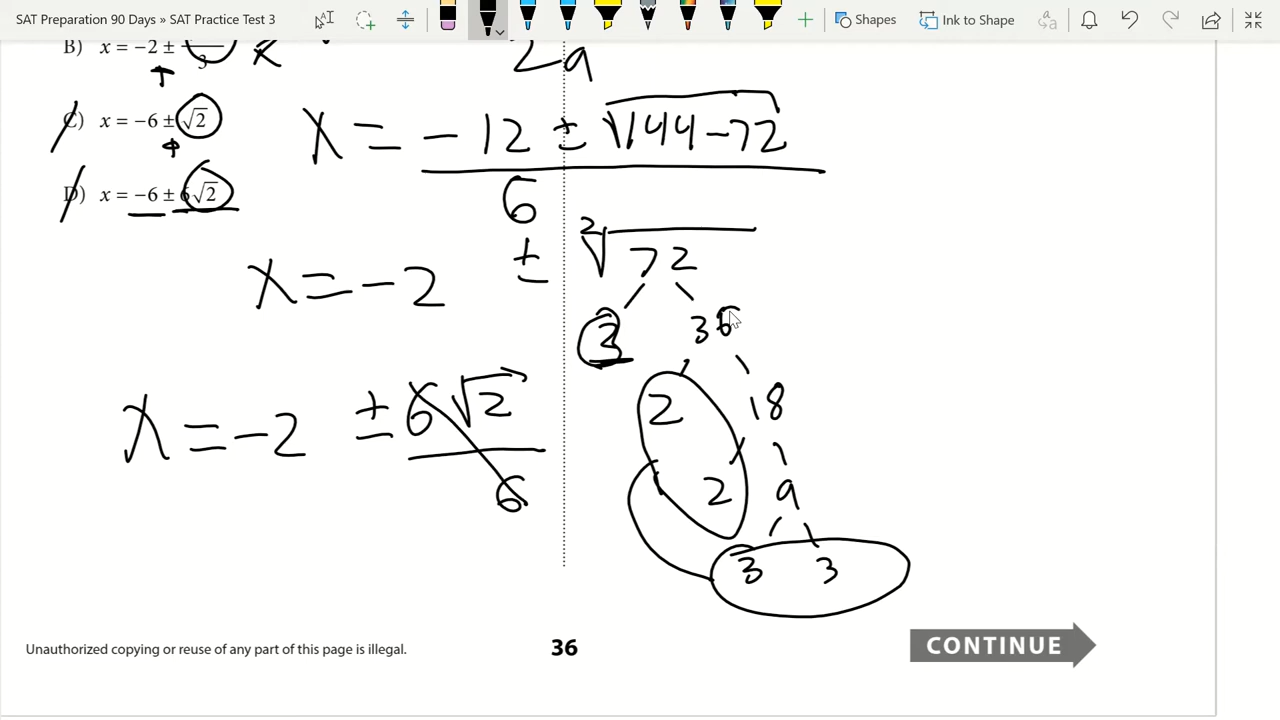 SAT Preparation 90 Days » SAT Practice Test 3
Shapes
Ink to Shape
B) x = −2 ±
3
2a
C) x = −6 ± √2
x = −12 ± √144 − 72
6
D) x = −6 ± 6√2
x = −2 ± ²√72
36
2 18
x = −2 ± 6√2
6
2 9
3 3
Unauthorized copying or reuse of any part of this page is illegal.
36
CONTINUE